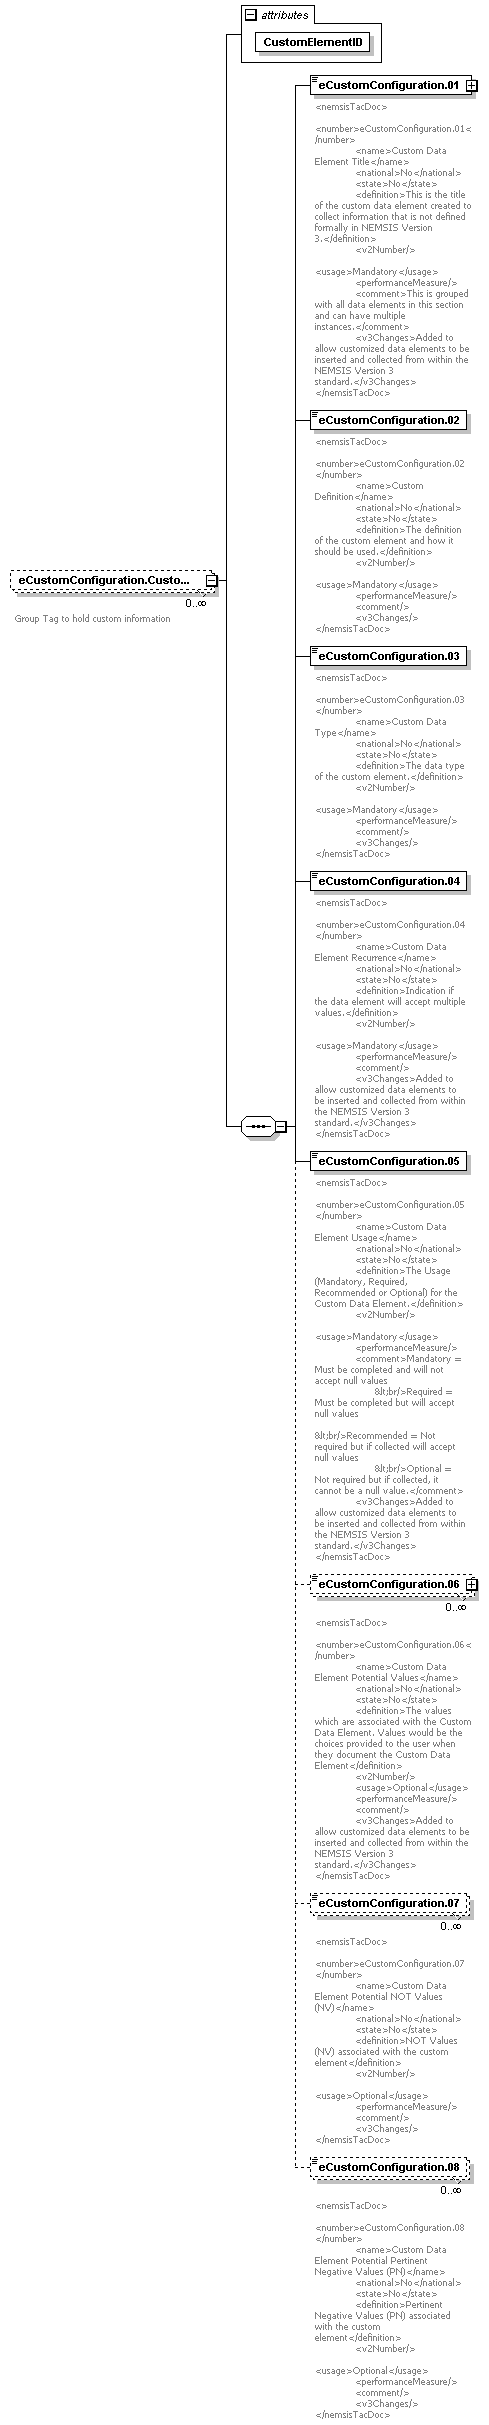 attributes
CustomElementID
eCustomConfiguration.Custo...
0..∞
Group Tag to hold custom information
eCustomConfiguration.01
<nemsisTacDoc>
<number>eCustomConfiguration.01<
/number>
<name>Custom Data
Element Title</name>
<national>No</national>
<state>No</state>
<definition>This is the title
of the custom data element created to
collect information that is not defined
formally in NEMSIS Version
3.</definition>
<v2Number/>
<usage>Mandatory</usage>
<performanceMeasure/>
<comment>This is grouped
with all data elements in this section
and can have multiple
instances.</comment>
<v3Changes>Added to
allow customized data elements to be
inserted and collected from within the
NEMSIS Version 3
standard.</v3Changes>
</nemsisTacDoc>
eCustomConfiguration.02
<nemsisTacDoc>
<number>eCustomConfiguration.02
</number>
<name>Custom
Definition</name>
<national>No</national>
<state>No</state>
<definition>The definition
of the custom element and how it
should be used.</definition>
<v2Number/>
<usage>Mandatory</usage>
<performanceMeasure/>
<comment/>
<v3Changes/>
</nemsisTacDoc>
eCustomConfiguration.03
<nemsisTacDoc>
<number>eCustomConfiguration.03
</number>
<name>Custom Data
Type</name>
<national>No</national>
<state>No</state>
<definition>The data type
of the custom element.</definition>
<v2Number/>
<usage>Mandatory</usage>
<performanceMeasure/>
<comment/>
<v3Changes/>
</nemsisTacDoc>
eCustomConfiguration.04
<nemsisTacDoc>
<number>eCustomConfiguration.04
</number>
<name>Custom Data
Element Recurrence</name>
<national>No</national>
<state>No</state>
<definition>Indication if
the data element will accept multiple
values.</definition>
<v2Number/>
<usage>Mandatory</usage>
<performanceMeasure/>
<comment/>
<v3Changes>Added to
allow customized data elements to
be inserted and collected from within
the NEMSIS Version 3
standard.</v3Changes>
</nemsisTacDoc>
eCustomConfiguration.05
<nemsisTacDoc>
<number>eCustomConfiguration.05
</number>
<name>Custom Data
Element Usage</name>
<national>No</national>
<state>No</state>
<definition>The Usage
(Mandatory, Required,
Recommended or Optional) for the
Custom Data Element.</definition>
<v2Number/>
<usage>Mandatory</usage>
<performanceMeasure/>
<comment>Mandatory =
Must be completed and will not
accept null values
&lt;br/>Required =
Must be completed but will accept
null values
&lt;br/>Recommended = Not
required but if collected will accept
null values
&lt;br/>Optional =
Not required but if collected, it
cannot be a null value.</comment>
<v3Changes>Added to
allow customized data elements to
be inserted and collected from within
the NEMSIS Version 3
standard.</v3Changes>
</nemsisTacDoc>
eCustomConfiguration.06
0..∞
<nemsisTacDoc>
<number>eCustomConfiguration.06<
/number>
<name>Custom Data
Element Potential Values</name>
<national>No</national>
<state>No</state>
<definition>The values
which are associated with the Custom
Data Element. Values would be the
choices provided to the user when
they document the Custom Data
Element</definition>
<v2Number/>
<usage>Optional</usage>
<performanceMeasure/>
<comment/>
<v3Changes>Added to
allow customized data elements to be
inserted and collected from within the
NEMSIS Version 3
standard.</v3Changes>
</nemsisTacDoc>
eCustomConfiguration.07
0..∞
<nemsisTacDoc>
<number>eCustomConfiguration.07
</number>
<name>Custom Data
Element Potential NOT Values
(NV)</name>
<national>No</national>
<state>No</state>
<definition>NOT Values
(NV) associated with the custom
element</definition>
<v2Number/>
<usage>Optional</usage>
<performanceMeasure/>
<comment/>
<v3Changes/>
</nemsisTacDoc>
eCustomConfiguration.08
0..∞
<nemsisTacDoc>
<number>eCustomConfiguration.08
</number>
<name>Custom Data
Element Potential Pertinent
Negative Values (PN)</name>
<national>No</national>
<state>No</state>
<definition>Pertinent
Negative Values (PN) associated
with the custom
element</definition>
<v2Number/>
<usage>Optional</usage>
<performanceMeasure/>
<comment/>
<v3Changes/>
</nemsisTacDoc>